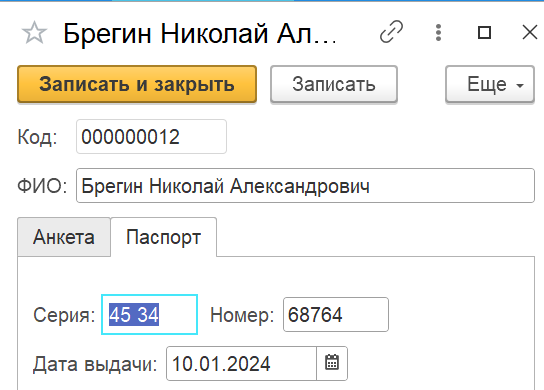 Брегин Николай Ал...
Записать и закрыть Записать Еще
Код: 000000012
ФИО: Брегин Николай Александрович
Анкета Паспорт
Серия: 45 34 Номер: 68764
Дата выдачи: 10.01.2024